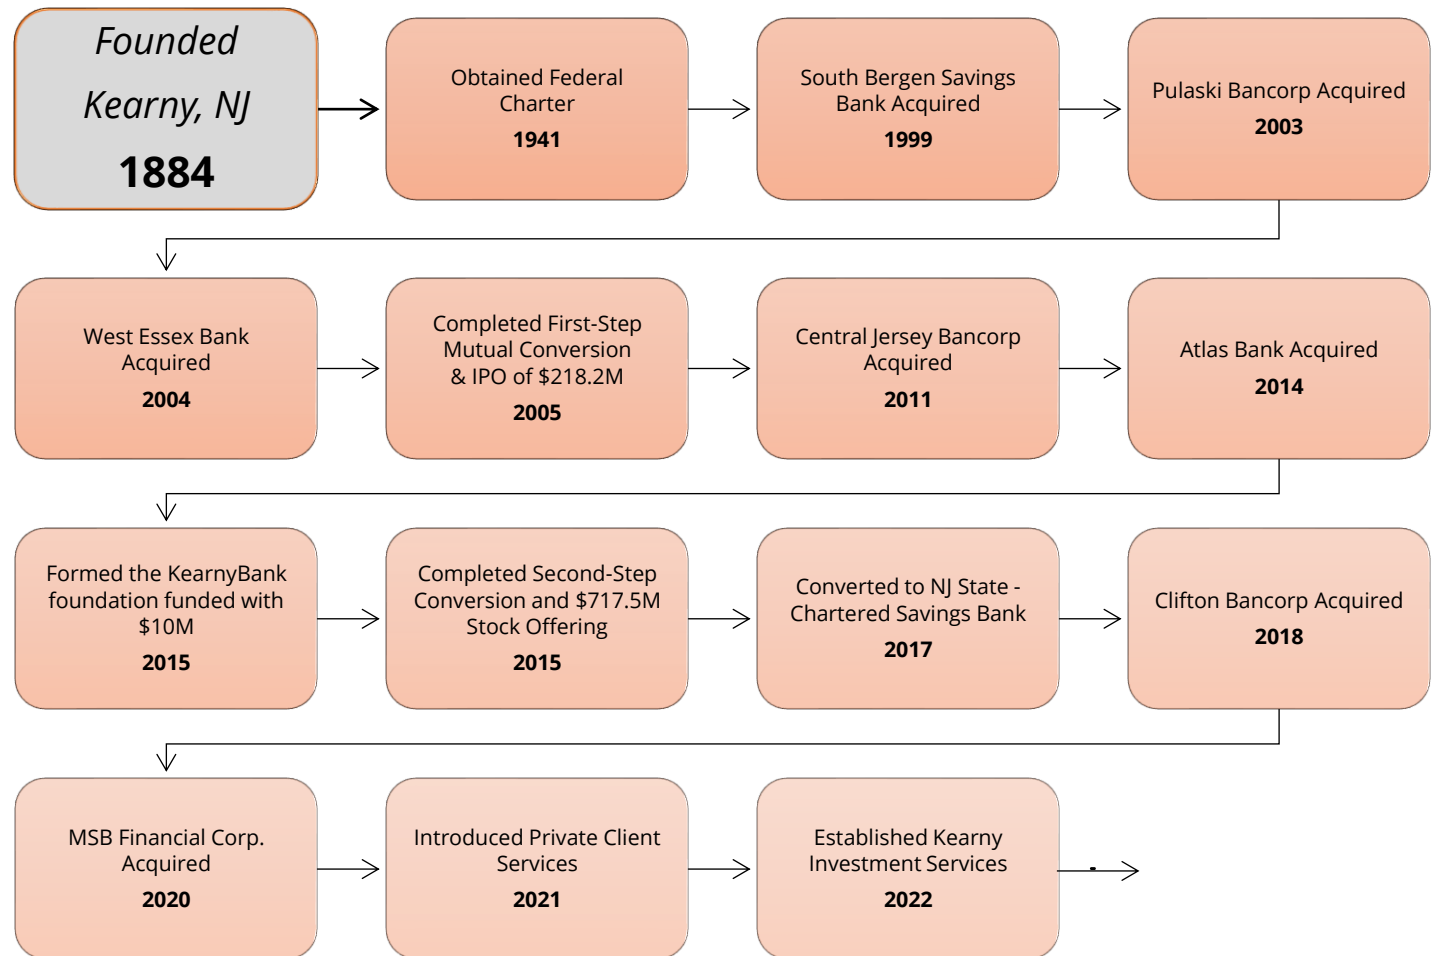 Founded
Kearny, NJ
1884
Obtained Federal
Charter
1941
South Bergen Savings
Bank Acquired
1999
Pulaski Bancorp Acquired
2003
West Essex Bank
Acquired
2004
Completed First-Step
Mutual Conversion
& IPO of $218.2M
2005
Central Jersey Bancorp
Acquired
2011
Atlas Bank Acquired
2014
Formed the KearnyBank
foundation funded with
$10M
2015
Completed Second-Step
Conversion and $717.5M
Stock Offering
2015
Converted to NJ State -
Chartered Savings Bank
2017
Clifton Bancorp Acquired
2018
MSB Financial Corp.
Acquired
2020
Introduced Private Client
Services
2021
Established Kearny
Investment Services
2022